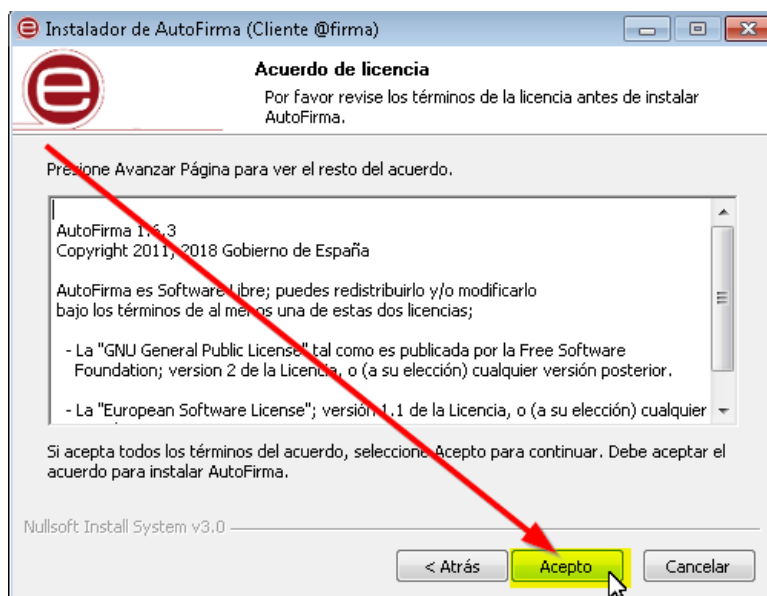 Instalador de AutoFirma (Cliente @firma)
Acuerdo de licencia
Por favor revise los términos de la licencia antes de instalar
AutoFirma.
Presione Avanzar Página para ver el resto del acuerdo.
AutoFirma 1.6.3
Copyright 2011, 2018 Gobierno de España
AutoFirma es Software Libre; puedes redistribuirlo y/o modificarlo
bajo los términos de al menos una de estas dos licencias;
- La "GNU General Public License" tal como es publicada por la Free Software
Foundation; version 2 de la Licencia, o (a su elección) cualquier versión posterior.
- La "European Software License"; versión 1.1 de la Licencia, o (a su elección) cualquier
Si acepta todos los términos del acuerdo, seleccione Acepto para continuar. Debe aceptar el
acuerdo para instalar AutoFirma.
Nullsoft Install System v3.0
< Atrás
Acepto
Cancelar